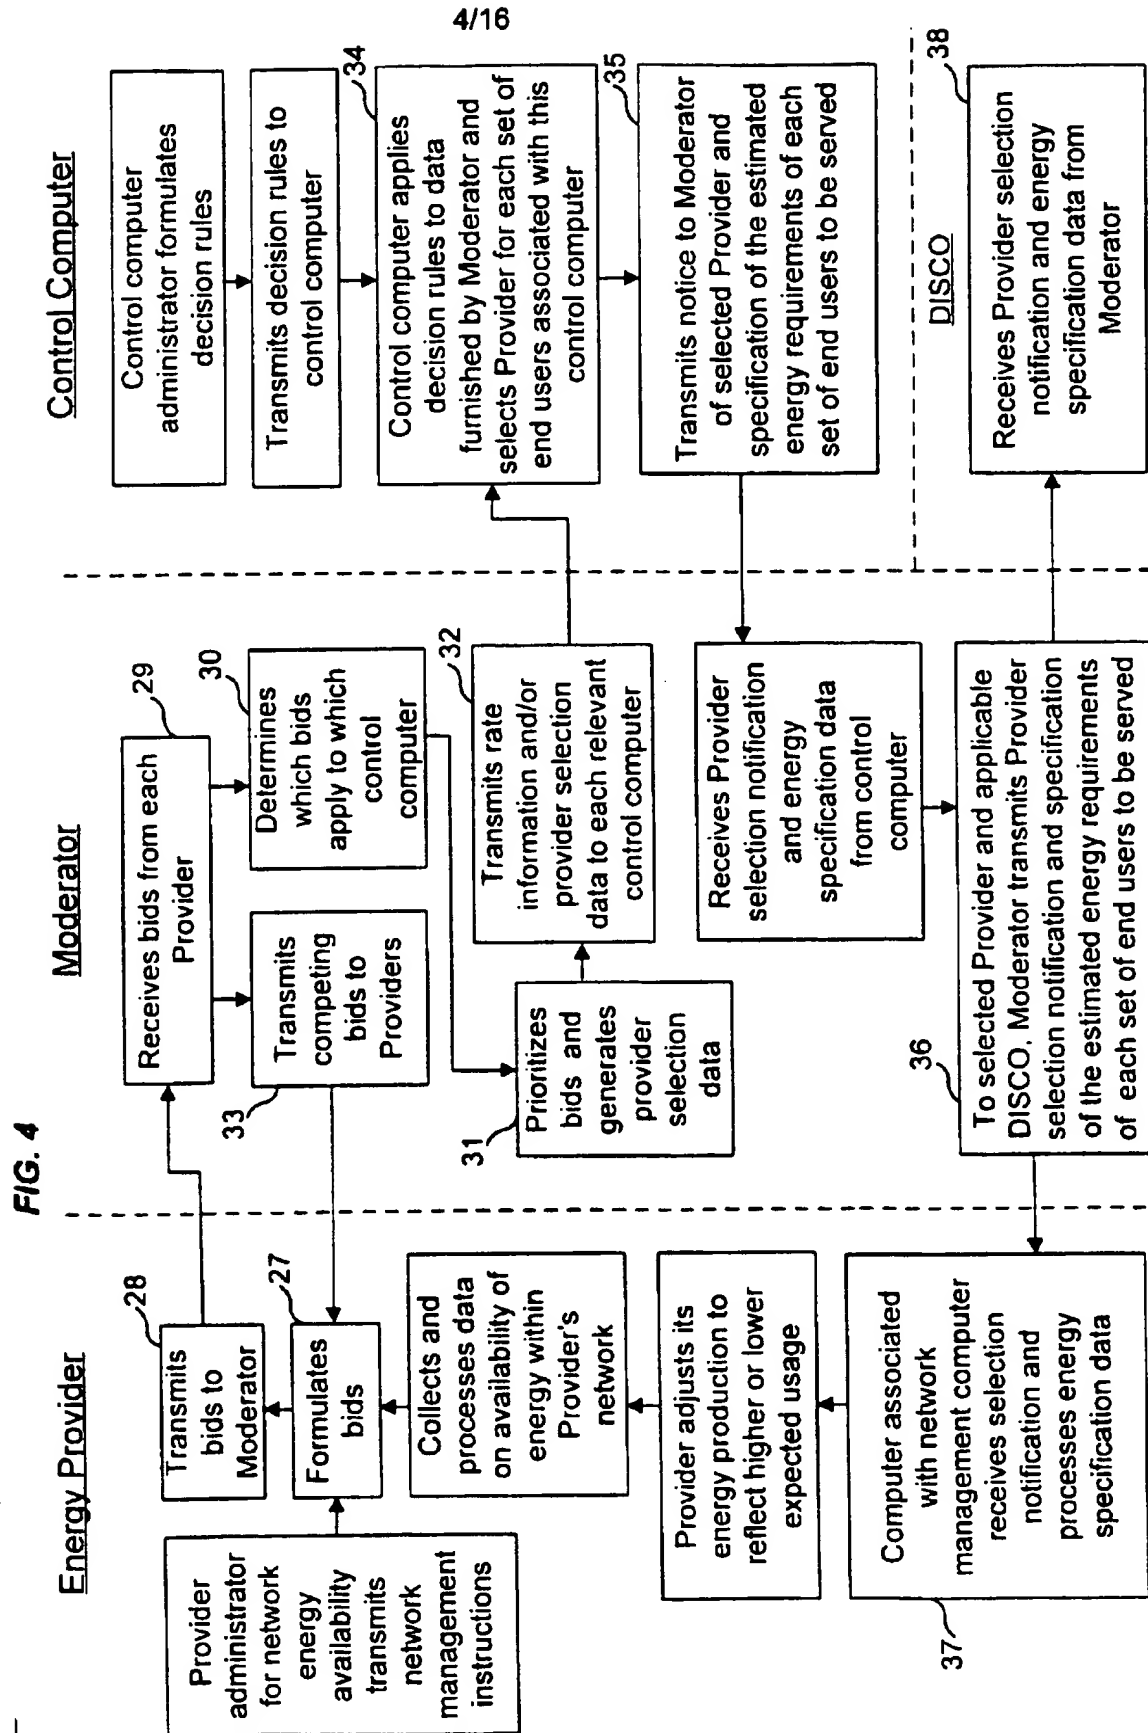 4/16
FIG. 4
Energy Provider
Provider
administrator
for network
energy
availability
transmits
network
management
instructions
28
Transmits
bids to
Moderator
27
Formulates
bids
Collects and
processes data
on availability of
energy within
Provider's
network
Provider adjusts its
energy production to
reflect higher or lower
expected usage
Computer associated
with network
management computer
receives selection
notification and
processes energy
specification data
37
Moderator
Receives bids from each
Provider
29
33
Transmits
competing
bids to
Providers
30
Determines
which bids
apply to which
control
computer
31
Prioritizes
bids and
generates
provider
selection
data
32
Transmits rate
information and/or
provider selection
data to each relevant
control computer
Receives Provider
selection notification
and energy
specification data
from control
computer
36
To selected Provider and applicable
DISCO, Moderator transmits Provider
selection notification and specification
of the estimated energy requirements
of each set of end users to be served
Control Computer
Control computer
administrator formulates
decision rules
Transmits decision rules to
control computer
34
Control computer applies
decision rules to data
furnished by Moderator and
selects Provider for each set of
end users associated with this
control computer
35
Transmits notice to Moderator
of selected Provider and
specification of the estimated
energy requirements of each
set of end users to be served
DISCO
38
Receives Provider selection
notification and energy
specification data from
Moderator